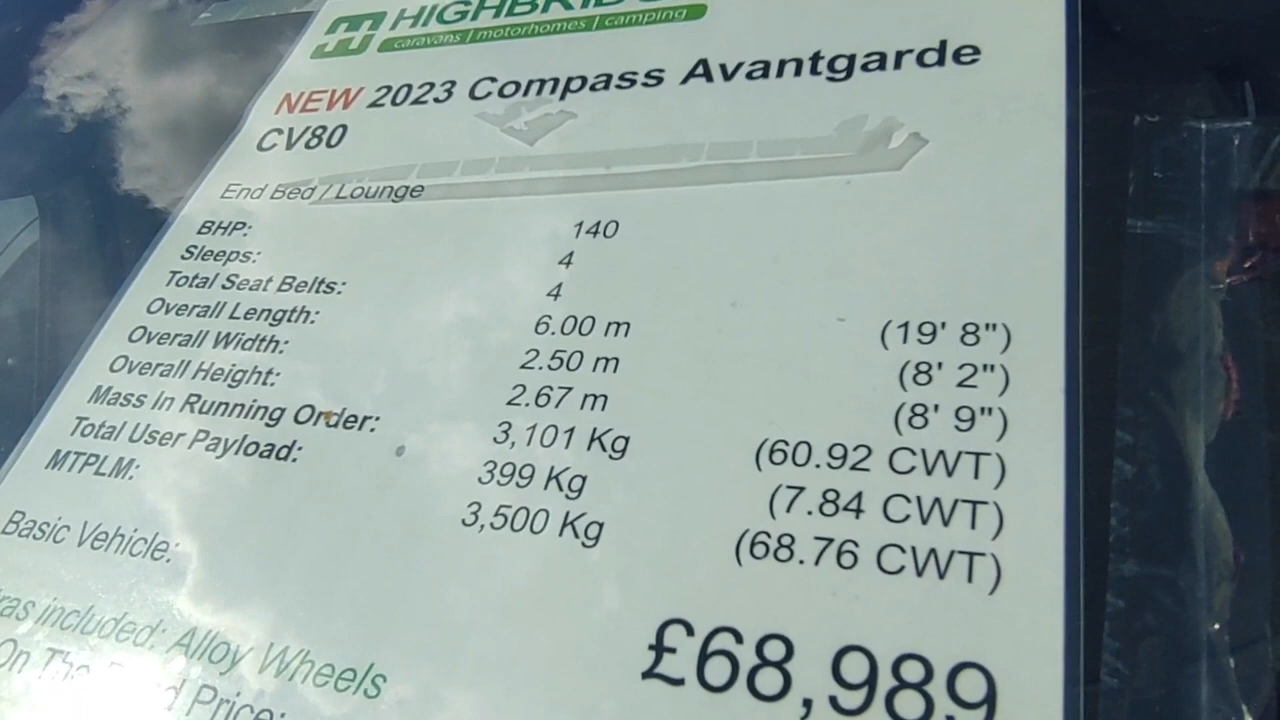 caravans | motorhomes | camping
NEW 2023 Compass Avantgarde
CV80
End Bed / Lounge
BHP: 140
Sleeps: 4
Total Seat Belts: 4
Overall Length: 6.00 m (19' 8")
Overall Width: 2.50 m (8' 2")
Overall Height: 2.67 m (8' 9")
Mass In Running Order: 3,101 Kg (60.92 CWT)
Total User Payload: 399 Kg (7.84 CWT)
MTPLM: 3,500 Kg (68.76 CWT)
Basic Vehicle: £68,989
included: Alloy Wheels
On The Price: